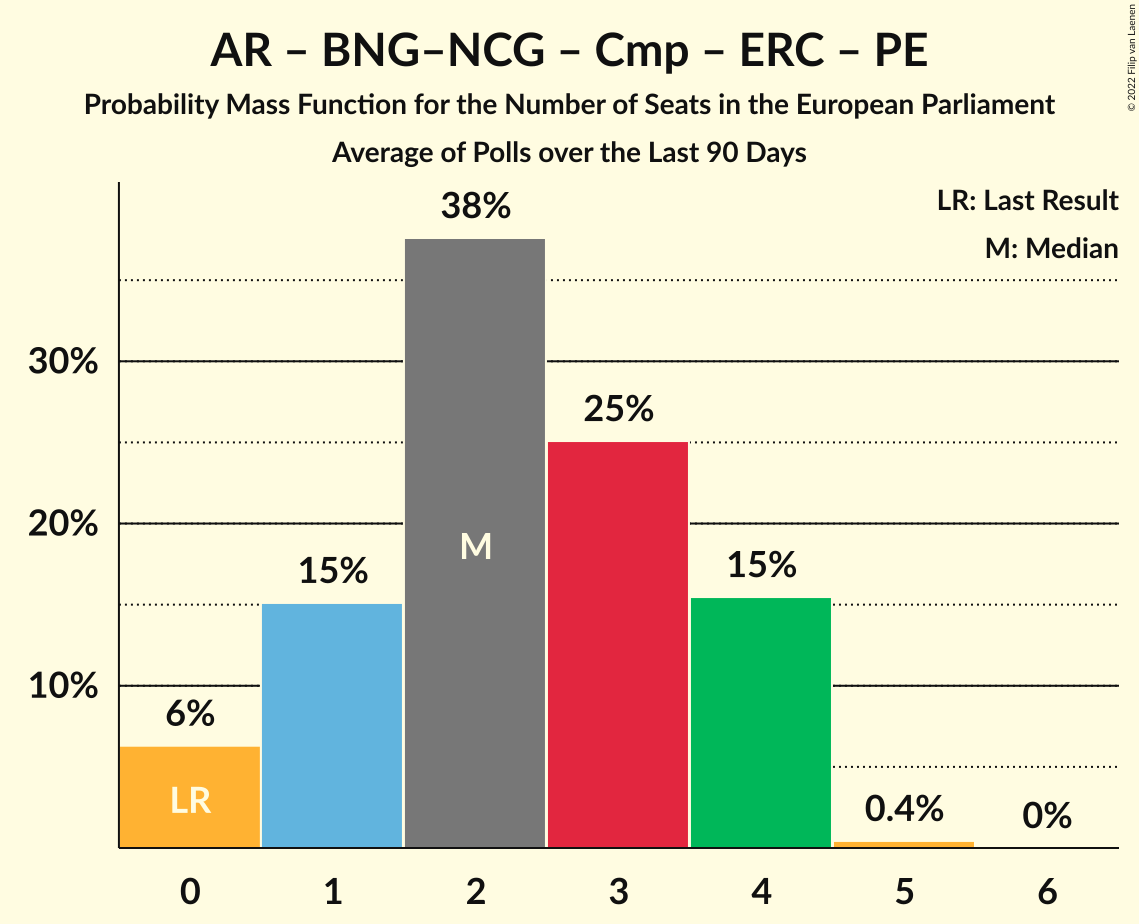 AR – BNG–NCG – Cmp – ERC – PE
Probability Mass Function for the Number of Seats in the European Parliament
Average of Polls over the Last 90 Days
© 2022 Filip van Laenen
LR: Last Result
M: Median
38%
30%
25%
M
20%
15%
15%
10%
6%
LR
0.4%
0%
0 1 2 3 4 5 6